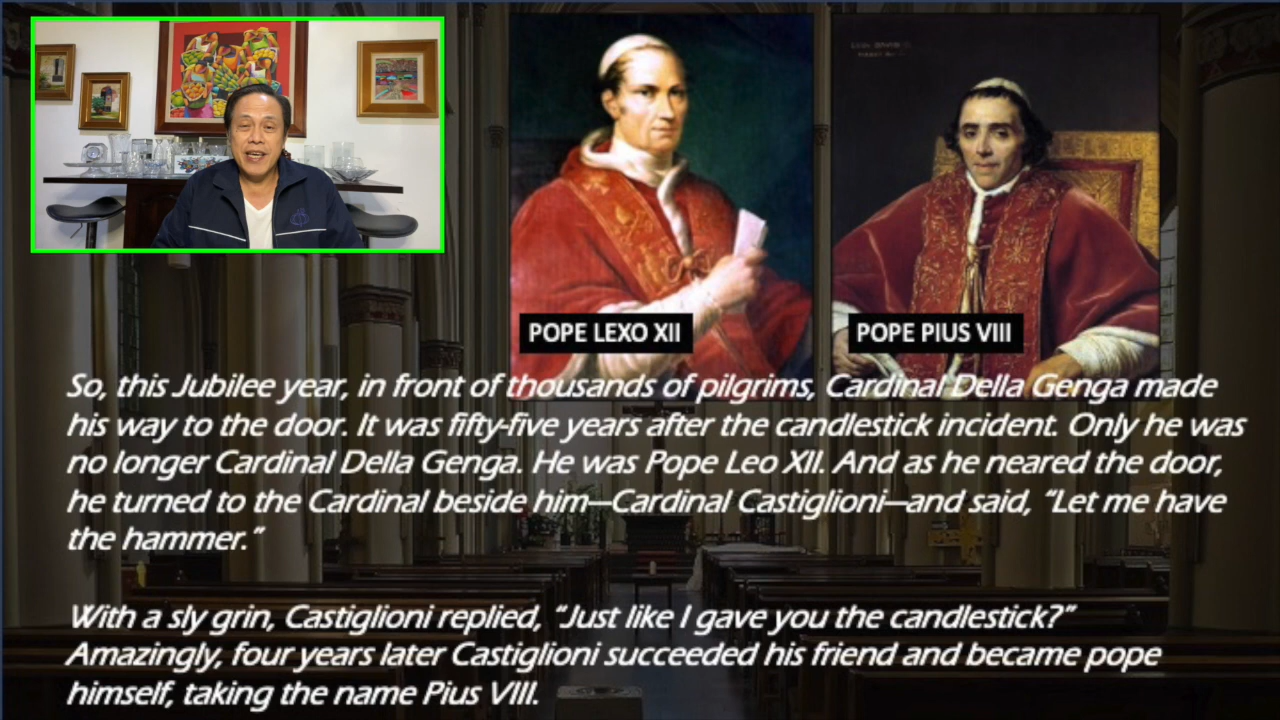 POPE LEXO XII
POPE PIUS VIII
So, this Jubilee year, in front of thousands of pilgrims, Cardinal Della Genga made
his way to the door. It was fifty-five years after the candlestick incident. Only he was
no longer Cardinal Della Genga. He was Pope Leo XII. And as he neared the door,
he turned to the Cardinal beside him—Cardinal Castiglioni—and said, “Let me have
the hammer.”
With a sly grin, Castiglioni replied, “Just like I gave you the candlestick?”
Amazingly, four years later Castiglioni succeeded his friend and became pope
himself, taking the name Pius VIII.